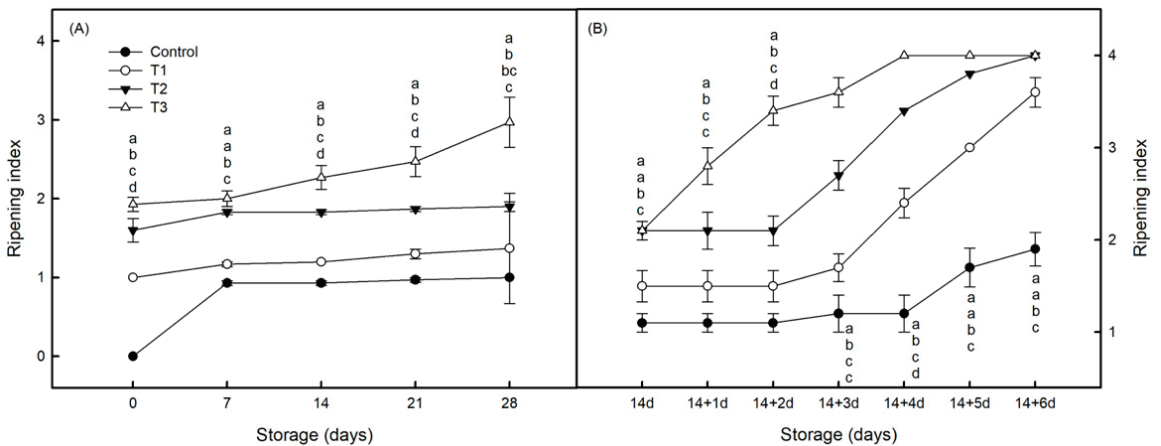 (A)
Control
T1
T2
T3
Ripening index
4
3
2
1
0
a
b
c
d
a
a
b
c
a
b
c
d
a
b
c
d
a
b
bc
c
0
7
14
21
28
Storage (days)
(B)
a
a
b
c
a
b
c
c
a
b
c
d
a
b
c
c
a
b
c
d
a
a
b
c
a
a
b
c
14d
14+1d
14+2d
14+3d
14+4d
14+5d
14+6d
Storage (days)
4
3
2
1
Ripening index